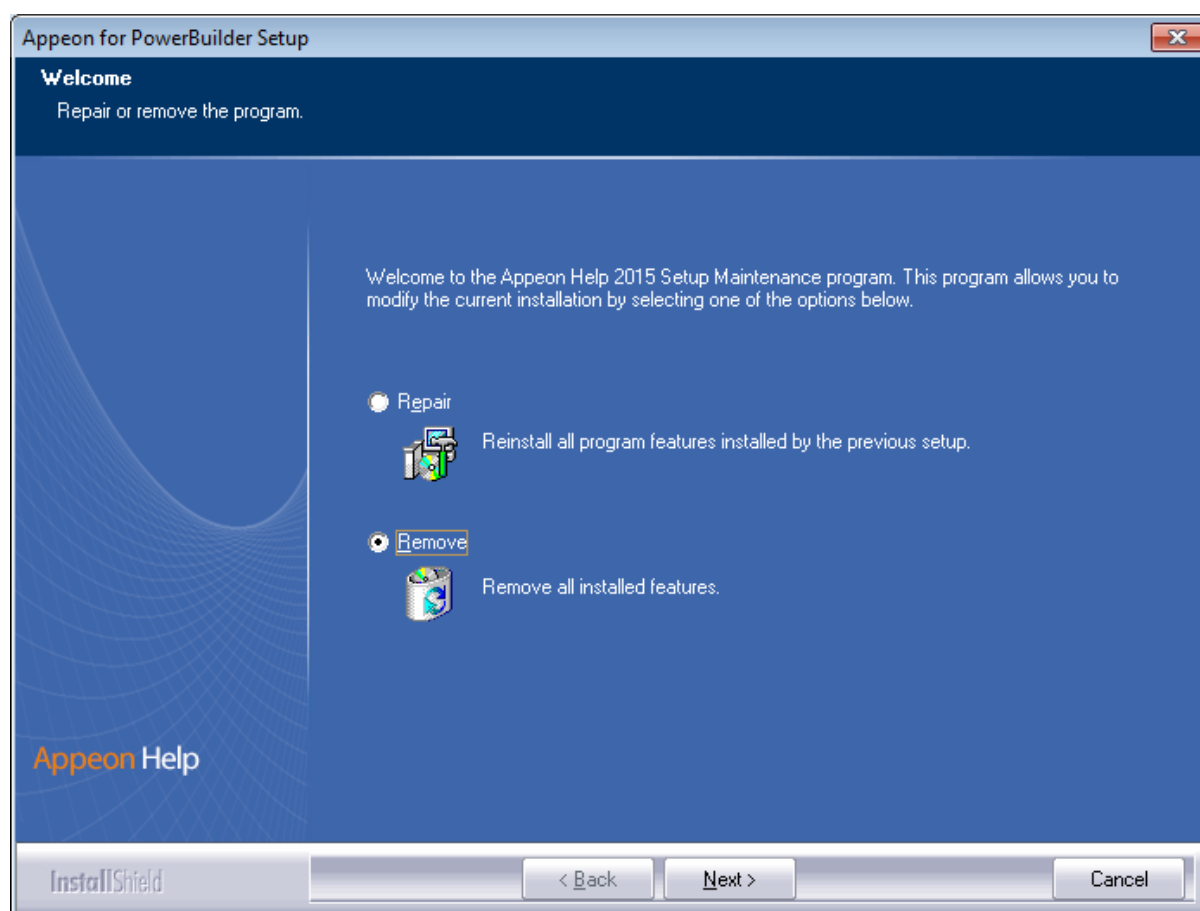 Appeon for PowerBuilder Setup
Welcome
Repair or remove the program.
Welcome to the Appeon Help 2015 Setup Maintenance program. This program allows you to
modify the current installation by selecting one of the options below.
Repair
Reinstall all program features installed by the previous setup.
Remove
Remove all installed features.
Appeon Help
InstallShield
< Back
Next >
Cancel